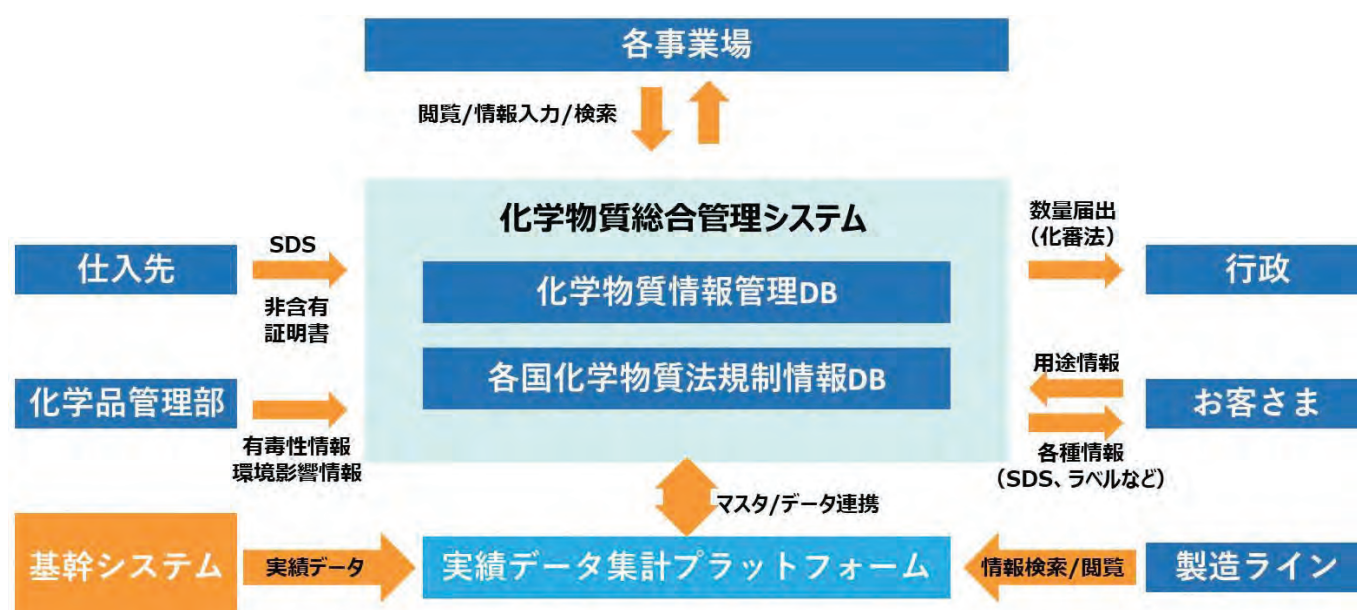 各事業場
閲覧/情報入力/検索
化学物質総合管理システム
化学物質情報管理DB
各国化学物質法規制情報DB
仕入先
SDS
非含有
証明書
化学品管理部
有毒性情報
環境影響情報
数量届出
（化審法）
行政
用途情報
お客さま
各種情報
（SDS、ラベルなど）
マスタ/データ連携
基幹システム
実績データ
実績データ集計プラットフォーム
情報検索/閲覧
製造ライン